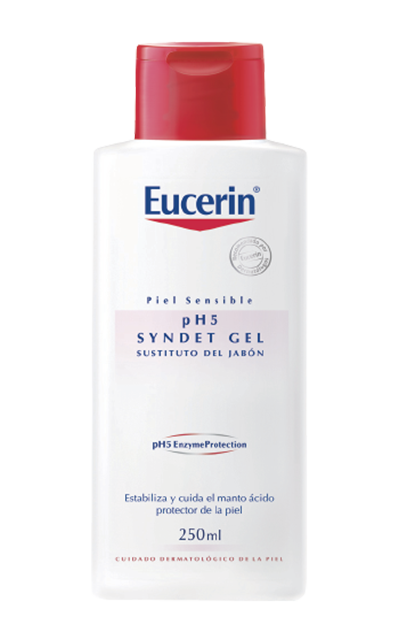 Eucerin®
Eucerin
Piel Sensible
pH5
SYNDET GEL
SUSTITUTO DEL JABÓN
pH5 EnzymeProtection
Estabiliza y cuida el manto ácido
protector de la piel
250ml
CUIDADO DERMATOLÓGICO DE LA PIEL